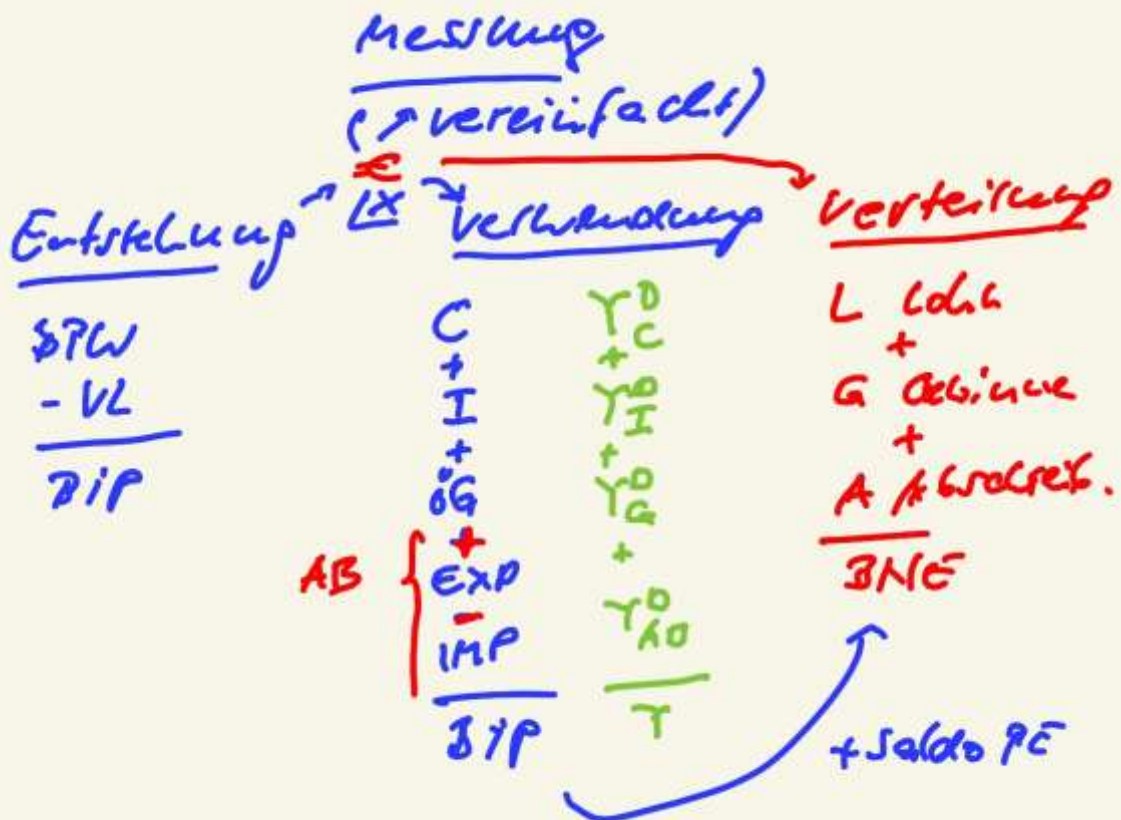 Messung
(↗ vereinfacht)
€
1x
Entstehung
BPW
- VL
BIP
Verwendung
C
+
I
+
öG
+
EXP
-
IMP
BIP
AB {
Y^D_C
+
Y^D_I
+
Y^D_G
+
Y^D_AB
Y
Verteilung
L Lohn
+
G Gewinne
+
A Abschreib.
BNE
+ Saldo PE